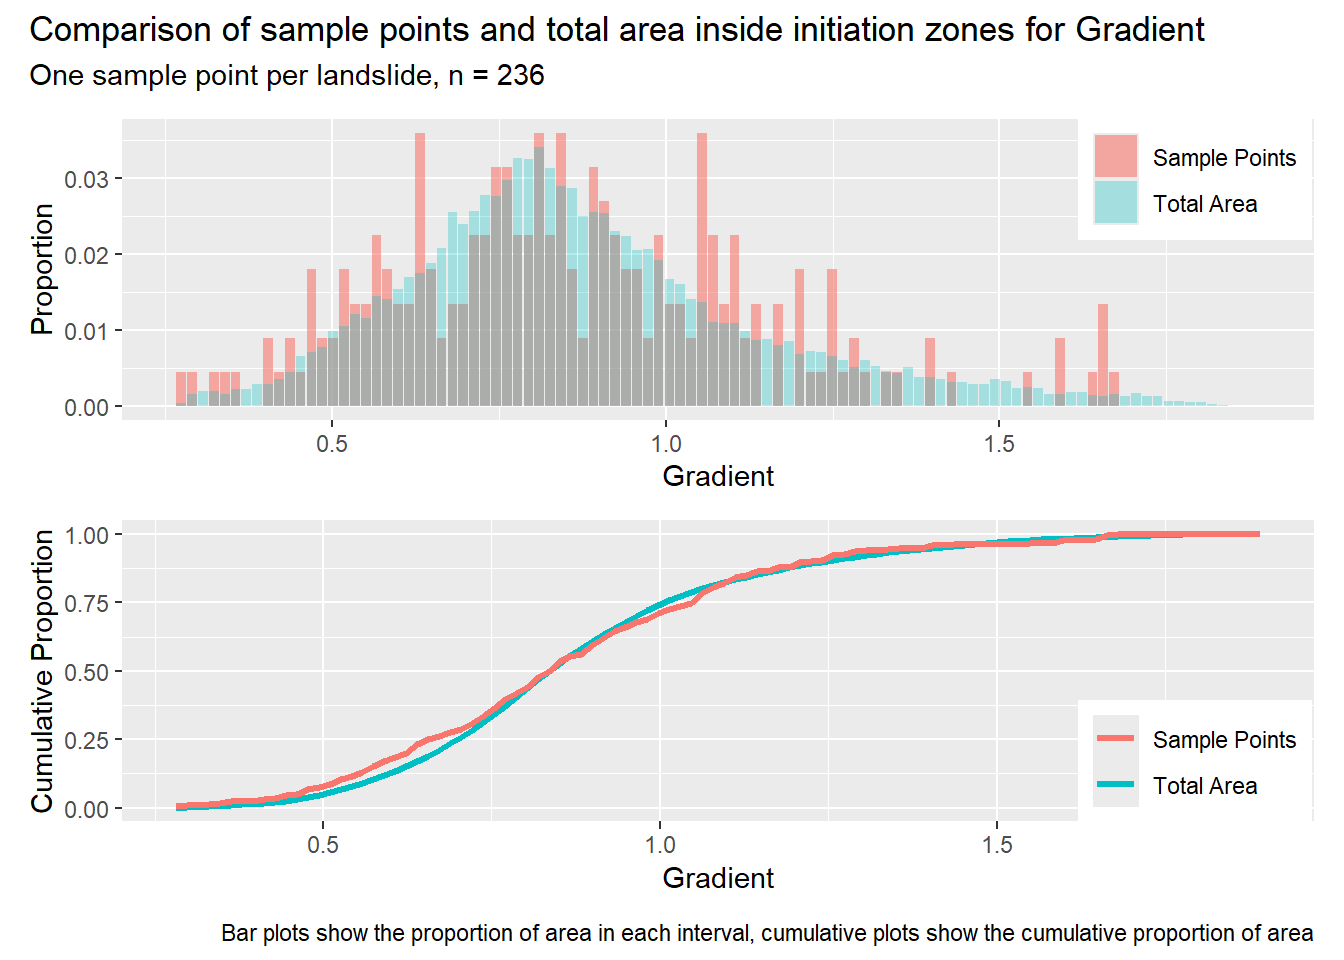 Comparison of sample points and total area inside initiation zones for Gradient
One sample point per landslide, n = 236
Proportion
0.03
0.02
0.01
0.00
Sample Points
Total Area
0.5
1.0
1.5
Gradient
Cumulative Proportion
1.00
0.75
0.50
0.25
0.00
Sample Points
Total Area
0.5
1.0
1.5
Gradient
Bar plots show the proportion of area in each interval, cumulative plots show the cumulative proportion of area